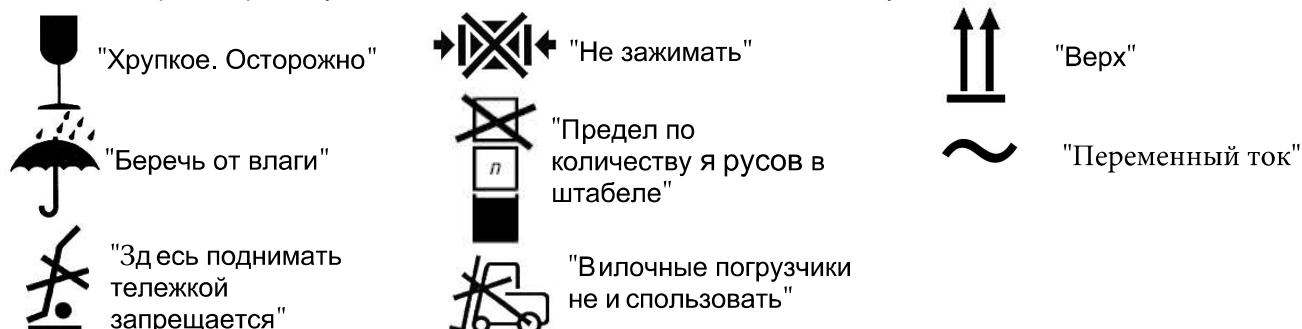 "Хрупкое. Осторожно"
"Беречь от влаги"
"Зд есь поднимать
тележкой
запрещается"
"Не зажимать"
"Предел по
количеству я русов в
штабеле"
n
"Вилочные погрузчики
не и спользовать"
"Верх"
"Переменный ток"